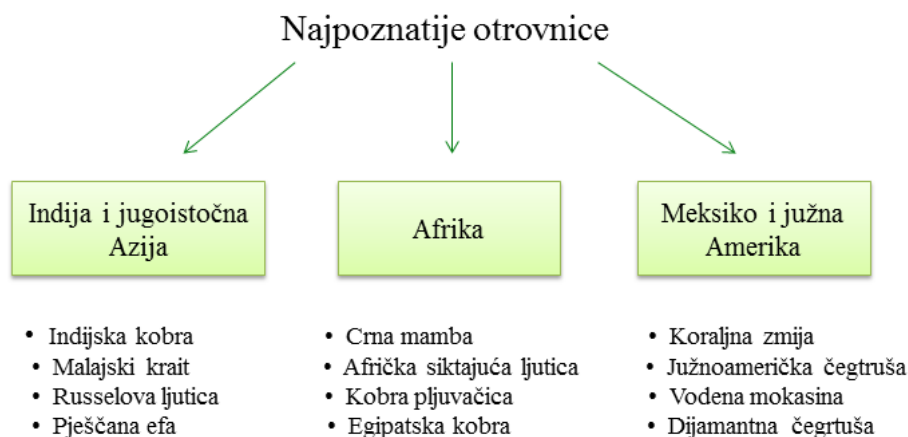 Najpoznatije otrovnice
Indija i jugoistočna
Azija
Afrika
Meksiko i južna
Amerika
• Indijska kobra
• Malajski krait
• Russelova ljutica
• Pješčana efa
• Crna mamba
• Afrička siktajuća ljutica
• Kobra pljuvačica
• Egipatska kobra
• Koraljna zmija
• Južnoamerička čegtruša
• Vodena mokasina
• Dijamantna čegrtuša